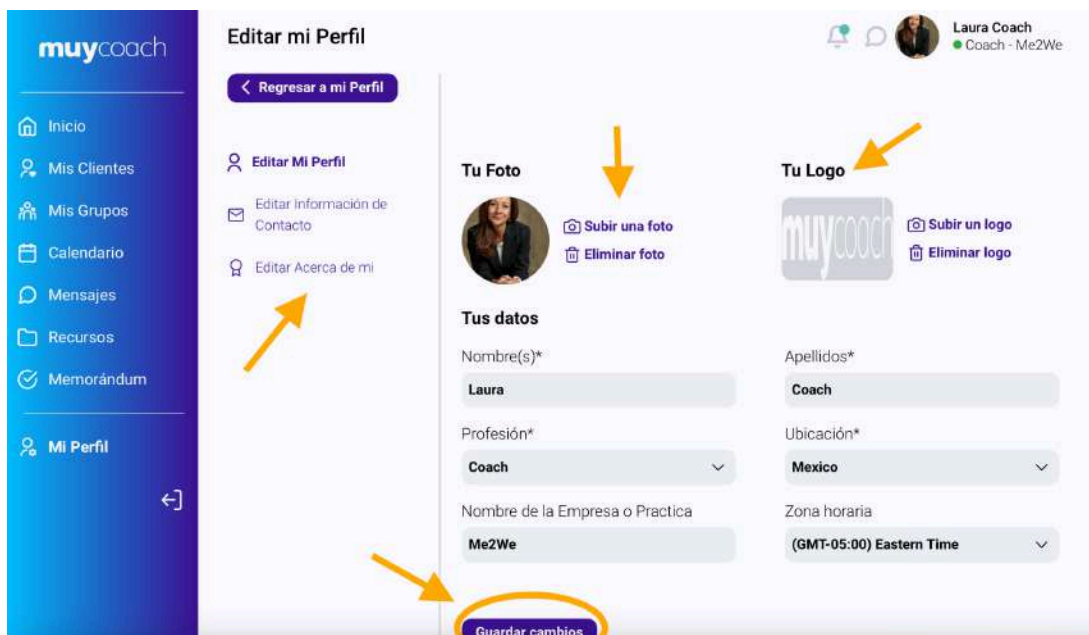 muycoach
Inicio
Mis Clientes
Mis Grupos
Calendario
Mensajes
Recursos
Memorándum
Mi Perfil
Editar mi Perfil
Laura Coach
Coach - Me2We
Regresar a mi Perfil
Editar Mi Perfil
Editar Información de
Contacto
Editar Acerca de mi
Tu Foto
Subir una foto
Eliminar foto
Tu Logo
muycoach
Subir un logo
Eliminar logo
Tus datos
Nombre(s)*
Laura
Apellidos*
Coach
Profesión*
Coach
Ubicación*
Mexico
Nombre de la Empresa o Practica
Me2We
Zona horaria
(GMT-05:00) Eastern Time
Guardar cambios